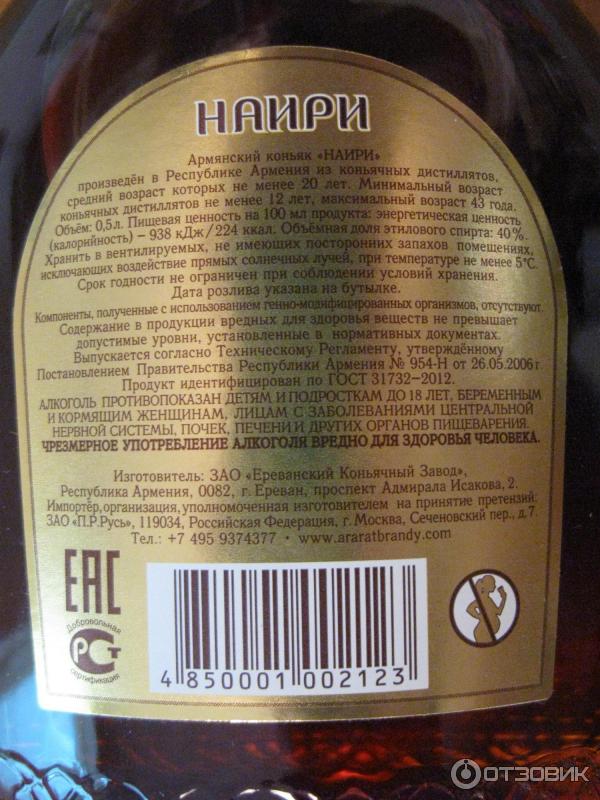 НАИРИ
Армянский коньяк «НАИРИ»
произведён в Республике Армения из коньячных дистиллятов,
средний возраст которых не менее 20 лет. Минимальный возраст
коньячных дистиллятов не менее 12 лет, максимальный возраст 43 года.
Объём: 0,5л. Пищевая ценность на 100 мл продукта: энергетическая ценность
(калорийность) – 938 кДж/224 ккал. Объёмная доля этилового спирта: 40%.
Хранить в вентилируемых, не имеющих посторонних запахов помещениях,
исключающих воздействие прямых солнечных лучей, при температуре не менее 5°С.
Срок годности не ограничен при соблюдении условий хранения.
Дата розлива указана на бутылке.
Компоненты, полученные с использованием генно-модифицированных организмов, отсутствуют.
Содержание в продукции вредных для здоровья веществ не превышает
допустимые уровни, установленные в нормативных документах.
Выпускается согласно Техническому Регламенту, утверждённому
Постановлением Правительства Республики Армения № 954-Н от 26.05.2006г.
Продукт идентифицирован по ГОСТ 31732-2012.
АЛКОГОЛЬ ПРОТИВОПОКАЗАН ДЕТЯМ И ПОДРОСТКАМ ДО 18 ЛЕТ, БЕРЕМЕННЫМ
И КОРМЯЩИМ ЖЕНЩИНАМ, ЛИЦАМ С ЗАБОЛЕВАНИЯМИ ЦЕНТРАЛЬНОЙ
НЕРВНОЙ СИСТЕМЫ, ПОЧЕК, ПЕЧЕНИ И ДРУГИХ ОРГАНОВ ПИЩЕВАРЕНИЯ.
ЧРЕЗМЕРНОЕ УПОТРЕБЛЕНИЕ АЛКОГОЛЯ ВРЕДНО ДЛЯ ЗДОРОВЬЯ ЧЕЛОВЕКА.
Изготовитель: ЗАО «Ереванский Коньячный Завод»,
Республика Армения, 0082, г. Ереван, проспект Адмирала Исакова, 2.
Импортёр, организация, уполномоченная изготовителем на принятие претензий:
ЗАО «П.Р.Русь», 119034, Российская Федерация, г. Москва, Сеченовский пер., д.7.
Тел.: +7 495 9374377 • www.araratbrandy.com
ЕАС
Добровольная
РСТ
сертификация
4 850001 002123
ОТЗОВИК